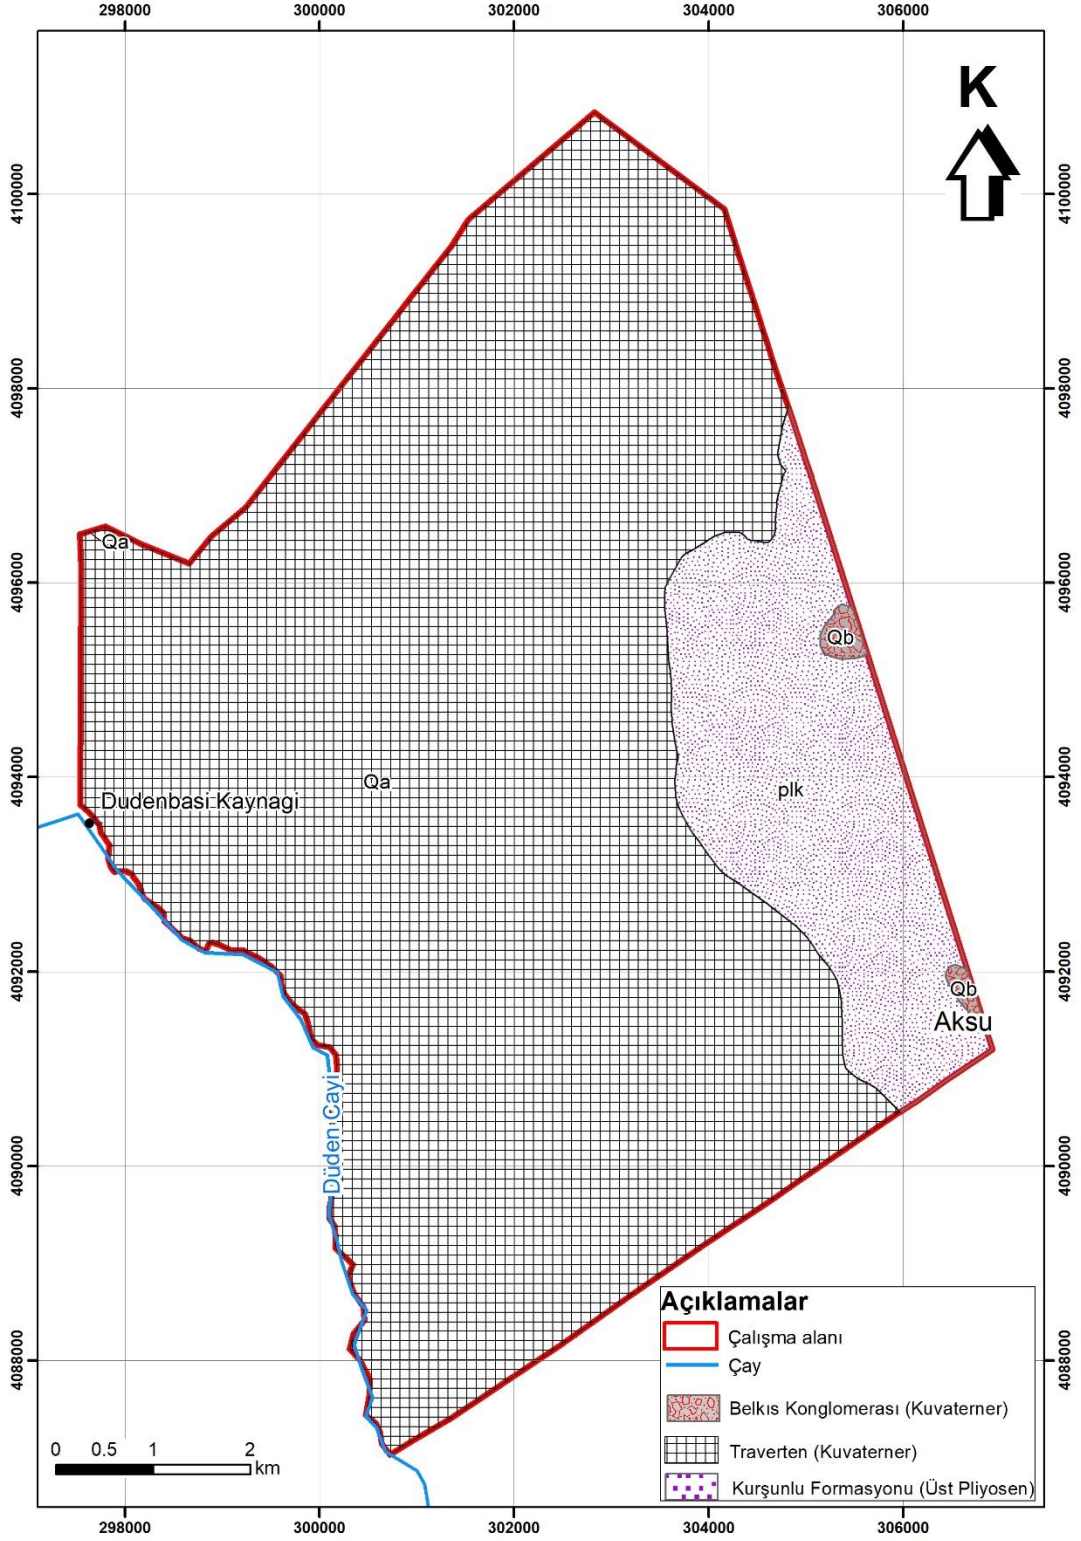 298000 300000 302000 304000 306000
K
4100000 4100000
4098000 4098000
Qa
4096000 4096000
Qb
4094000 4094000
Qa
plk
Dudenbasi Kaynagi
4092000 4092000
Qb
Aksu
Düden Cayi
4090000 4090000
Açıklamalar
Çalışma alanı
4088000 4088000
Çay
Belkıs Konglomerası (Kuvaterner)
Traverten (Kuvaterner)
Kurşunlu Formasyonu (Üst Pliyosen)
0 0.5 1 2
km
298000 300000 302000 304000 306000